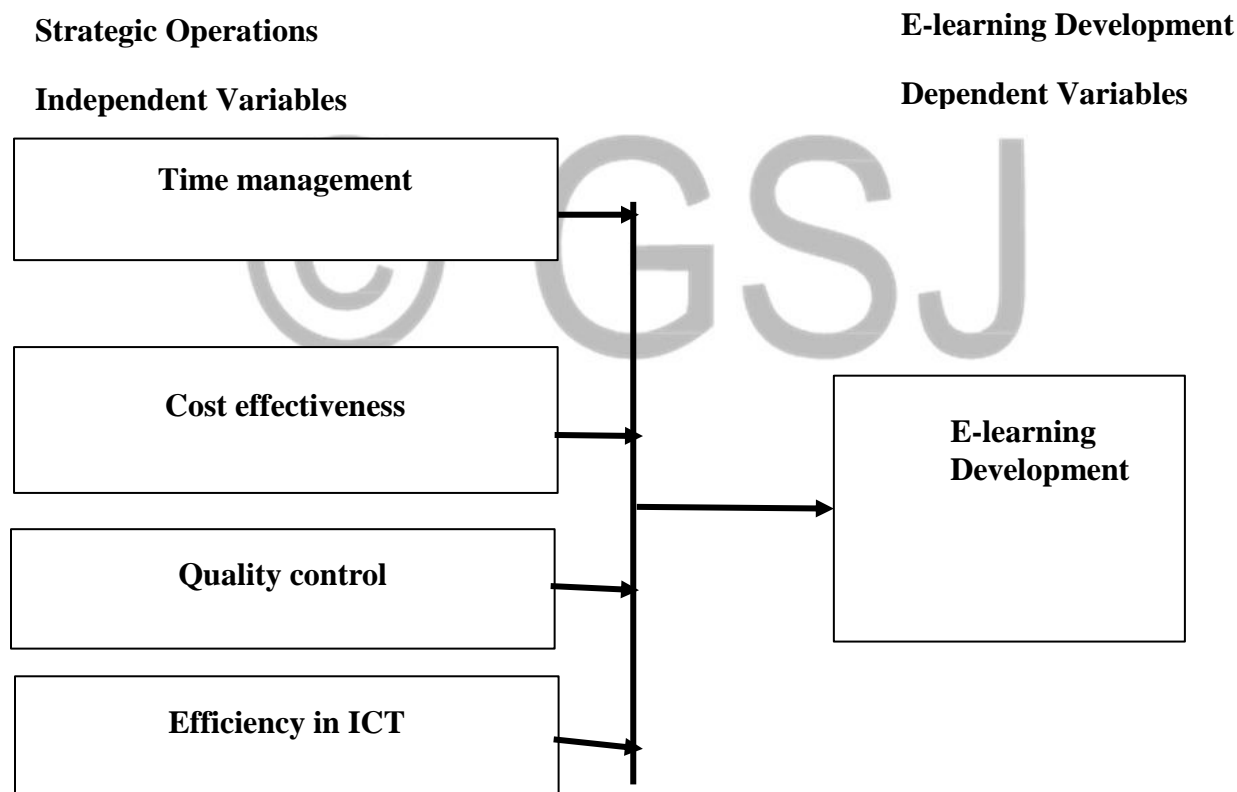 Strategic Operations
Independent Variables
E-learning Development
Dependent Variables
© GSJ
Time management
Cost effectiveness
Quality control
Efficiency in ICT
E-learning
Development